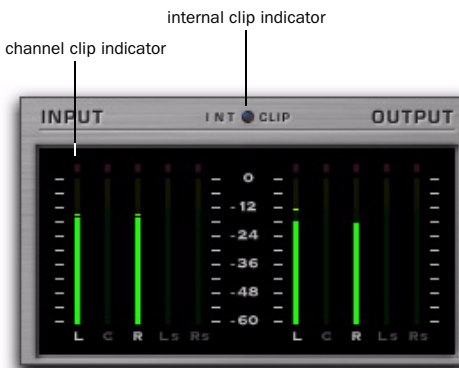 internal clip indicator
channel clip indicator
INPUT INT CLIP OUTPUT
0
-12
-24
-36
-48
-60
L C R Ls Rs L C R Ls Rs